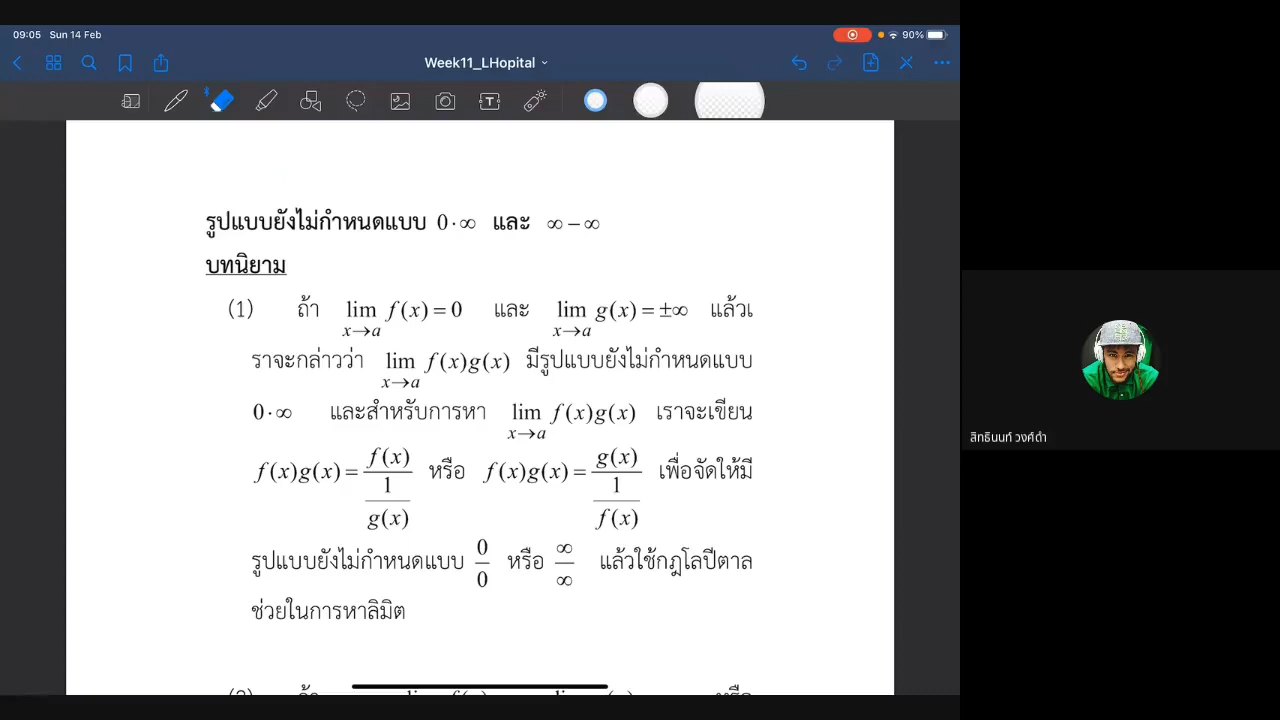 09:05 Sun 14 Feb
90%
Week11_LHopital
รูปแบบยังไม่กำหนดแบบ 0·∞ และ ∞−∞
บทนิยาม
(1) ถ้า lim x→a f(x)=0 และ lim x→a g(x)=±∞ แล้วเ
ราจะกล่าวว่า lim x→a f(x)g(x) มีรูปแบบยังไม่กำหนดแบบ
0·∞ และสำหรับการหา lim x→a f(x)g(x) เราจะเขียน
f(x)g(x)=f(x)/(1/g(x)) หรือ f(x)g(x)=g(x)/(1/f(x)) เพื่อจัดให้มี
รูปแบบยังไม่กำหนดแบบ 0/0 หรือ ∞/∞ แล้วใช้กฎโลปีตาล
ช่วยในการหาลิมิต
สิทธินนท์ วงศ์ดำ